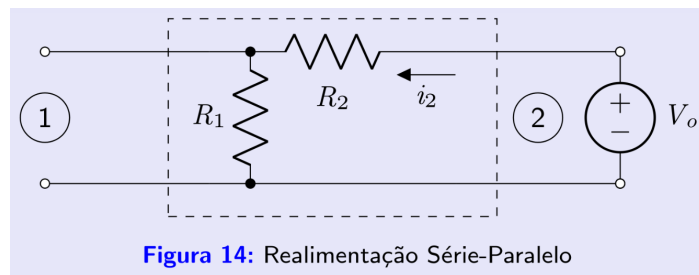 1
R1
R2
i2
2
+
−
Vo
Figura 14: Realimentação Série-Paralelo